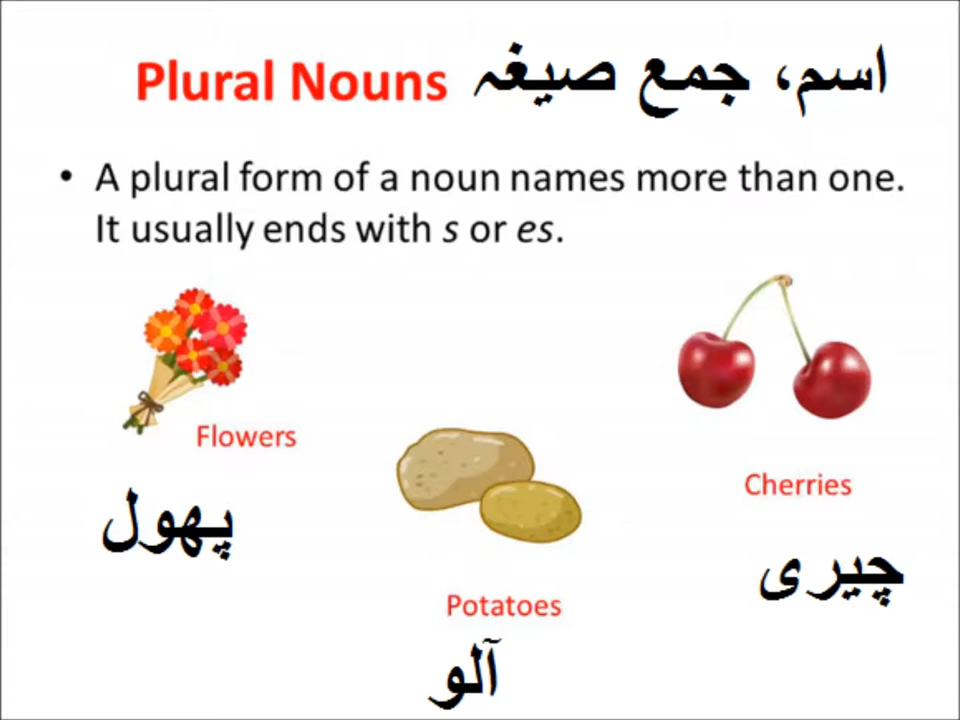 Plural Nouns اسم، جمع صیغہ
• A plural form of a noun names more than one.
It usually ends with s or es.
Flowers
پھول
Cherries
چیری
Potatoes
آلو